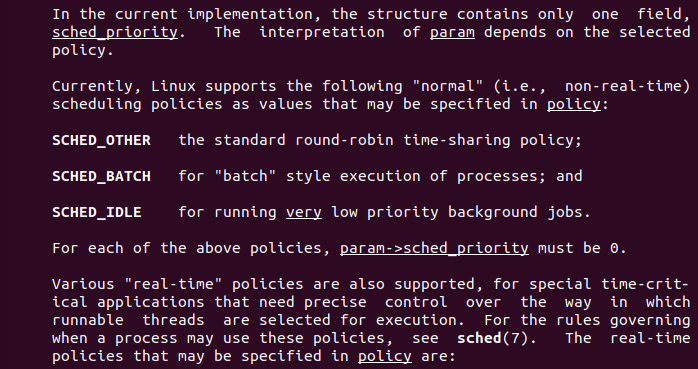 In the current implementation, the structure contains only one field,
sched_priority. The interpretation of param depends on the selected
policy.
Currently, Linux supports the following "normal" (i.e., non-real-time)
scheduling policies as values that may be specified in policy:
SCHED_OTHER the standard round-robin time-sharing policy;
SCHED_BATCH for "batch" style execution of processes; and
SCHED_IDLE for running very low priority background jobs.
For each of the above policies, param->sched_priority must be 0.
Various "real-time" policies are also supported, for special time-crit-
ical applications that need precise control over the way in which
runnable threads are selected for execution. For the rules governing
when a process may use these policies, see sched(7). The real-time
policies that may be specified in policy are: